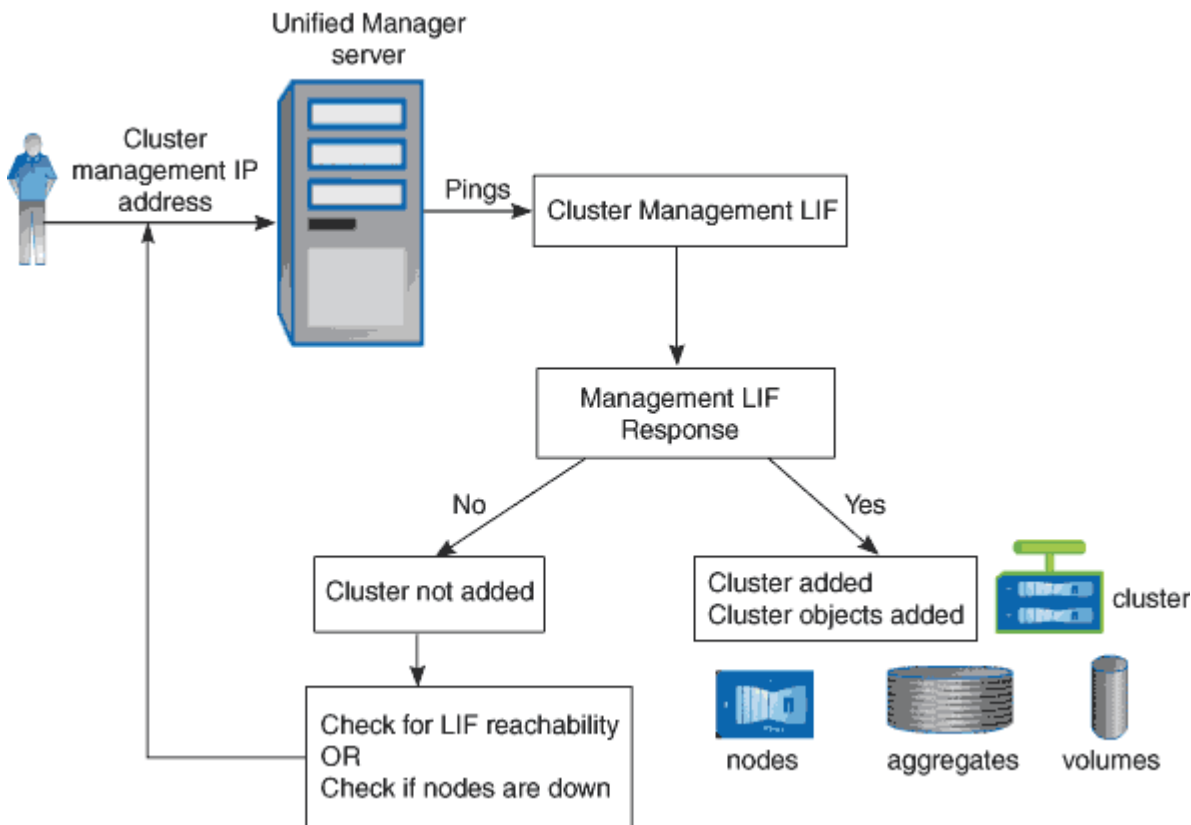 Unified Manager
server
Cluster
management IP
address
Pings
Cluster Management LIF
Management LIF
Response
No
Yes
Cluster not added
Cluster added
Cluster objects added
cluster
Check for LIF reachability
OR
Check if nodes are down
nodes
aggregates
volumes